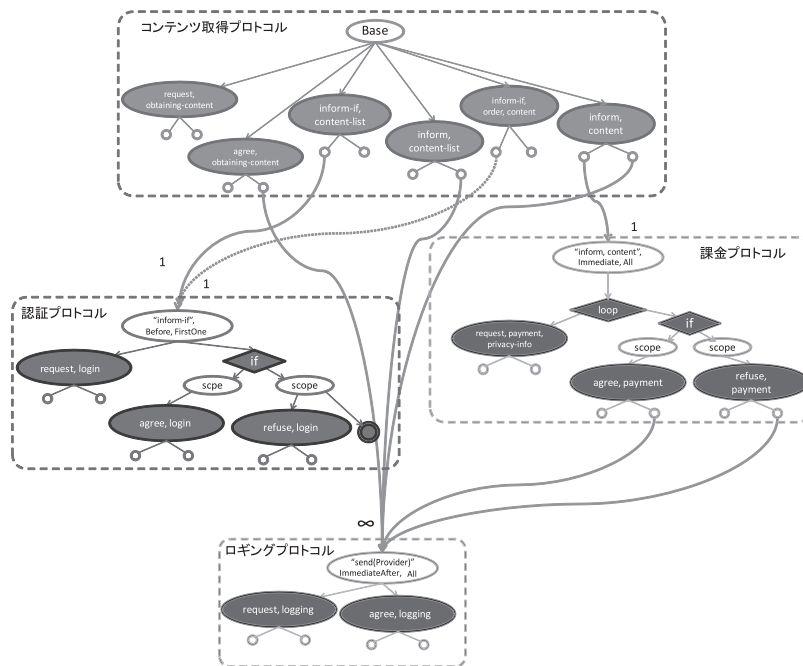 コンテンツ取得プロトコル
Base
request,
obtaining-content
inform-if,
content-list
inform-if,
order, content
inform,
content
agree,
obtaining-content
inform,
content-list
1
1
1
課金プロトコル
"inform, content",
Immediate, All
loop
if
request, payment,
privacy-info
scope
scope
agree, payment
refuse,
payment
認証プロトコル
"inform-if",
Before, FirstOne
request, login
if
scpe
scope
agree, login
refuse, login
∞
ロギングプロトコル
"send(Provider)"
ImmediateAfter, All
request, logging
agree, logging